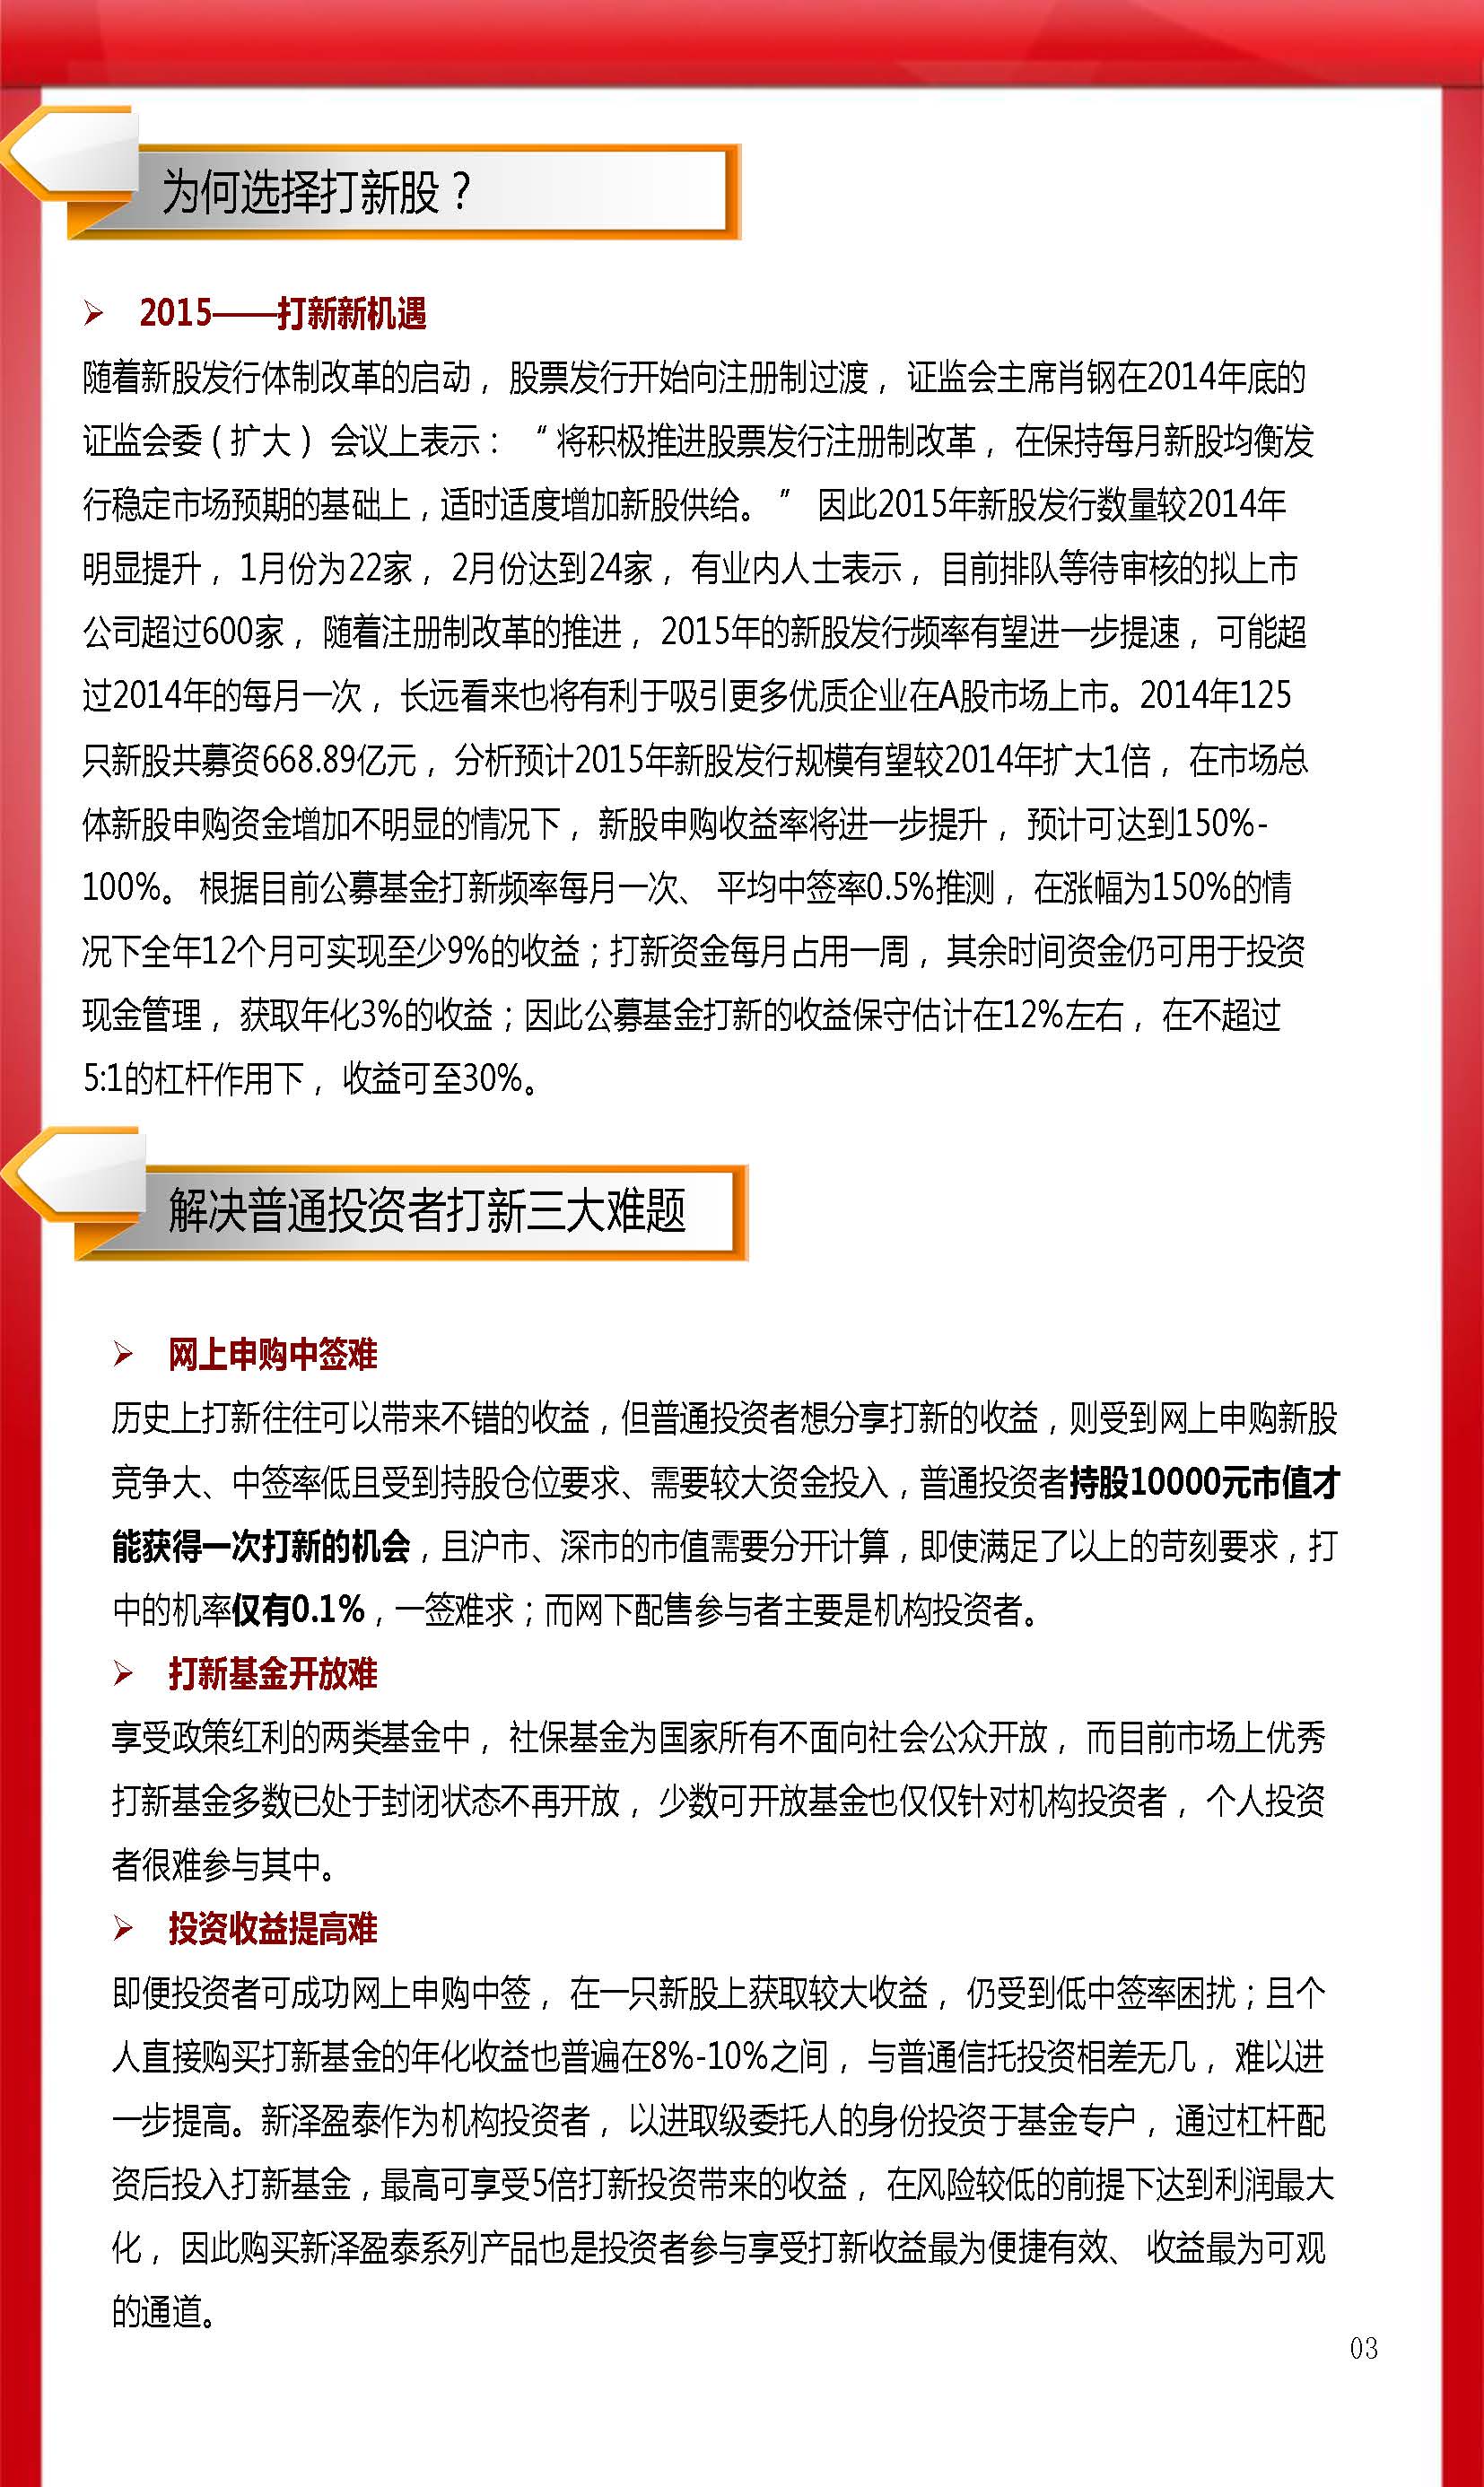 为何选择打新股？
➢ 2015——打新新机遇
随着新股发行体制改革的启动， 股票发行开始向注册制过渡， 证监会主席肖钢在2014年底的
证监会委（扩大） 会议上表示： “ 将积极推进股票发行注册制改革， 在保持每月新股均衡发
行稳定市场预期的基础上，适时适度增加新股供给。 ” 因此2015年新股发行数量较2014年
明显提升， 1月份为22家， 2月份达到24家， 有业内人士表示， 目前排队等待审核的拟上市
公司超过600家， 随着注册制改革的推进， 2015年的新股发行频率有望进一步提速， 可能超
过2014年的每月一次， 长远看来也将有利于吸引更多优质企业在A股市场上市。2014年125
只新股共募资668.89亿元， 分析预计2015年新股发行规模有望较2014年扩大1倍， 在市场总
体新股申购资金增加不明显的情况下， 新股申购收益率将进一步提升， 预计可达到150%-
100%。 根据目前公募基金打新频率每月一次、 平均中签率0.5%推测， 在涨幅为150%的情
况下全年12个月可实现至少9%的收益；打新资金每月占用一周， 其余时间资金仍可用于投资
现金管理， 获取年化3%的收益；因此公募基金打新的收益保守估计在12%左右， 在不超过
5:1的杠杆作用下， 收益可至30%。
解决普通投资者打新三大难题
➢ 网上申购中签难
历史上打新往往可以带来不错的收益，但普通投资者想分享打新的收益，则受到网上申购新股
竞争大、中签率低且受到持股仓位要求、需要较大资金投入，普通投资者持股10000元市值才
能获得一次打新的机会，且沪市、深市的市值需要分开计算，即使满足了以上的苛刻要求，打
中的机率仅有0.1%，一签难求；而网下配售参与者主要是机构投资者。
➢ 打新基金开放难
享受政策红利的两类基金中， 社保基金为国家所有不面向社会公众开放， 而目前市场上优秀
打新基金多数已处于封闭状态不再开放， 少数可开放基金也仅仅针对机构投资者， 个人投资
者很难参与其中。
➢ 投资收益提高难
即便投资者可成功网上申购中签， 在一只新股上获取较大收益， 仍受到低中签率困扰；且个
人直接购买打新基金的年化收益也普遍在8%-10%之间， 与普通信托投资相差无几， 难以进
一步提高。新泽盈泰作为机构投资者， 以进取级委托人的身份投资于基金专户， 通过杠杆配
资后投入打新基金，最高可享受5倍打新投资带来的收益， 在风险较低的前提下达到利润最大
化， 因此购买新泽盈泰系列产品也是投资者参与享受打新收益最为便捷有效、 收益最为可观
的通道。
03